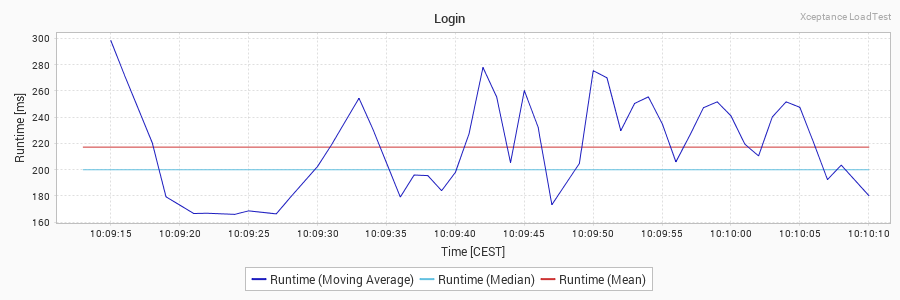 Login
Xceptance LoadTest
Runtime [ms]
300
280
260
240
220
200
180
160
10:09:15 10:09:20 10:09:25 10:09:30 10:09:35 10:09:40 10:09:45 10:09:50 10:09:55 10:10:00 10:10:05 10:10:10
Time [CEST]
Runtime (Moving Average) Runtime (Median) Runtime (Mean)